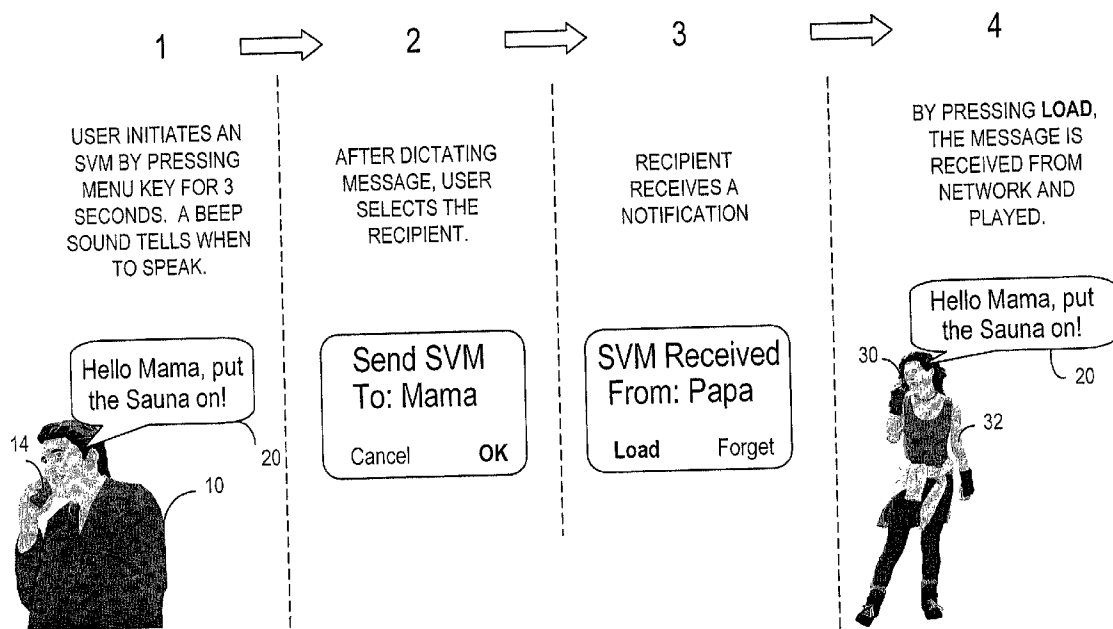 1
2
3
4
USER INITIATES AN
SVM BY PRESSING
MENU KEY FOR 3
SECONDS. A BEEP
SOUND TELLS WHEN
TO SPEAK.
AFTER DICTATING
MESSAGE, USER
SELECTS THE
RECIPIENT.
RECIPIENT
RECEIVES A
NOTIFICATION
BY PRESSING LOAD,
THE MESSAGE IS
RECEIVED FROM
NETWORK AND
PLAYED.
Hello Mama, put
the Sauna on!
14
20
10
Send SVM
To: Mama
Cancel OK
SVM Received
From: Papa
Load Forget
Hello Mama, put
the Sauna on!
30
20
32